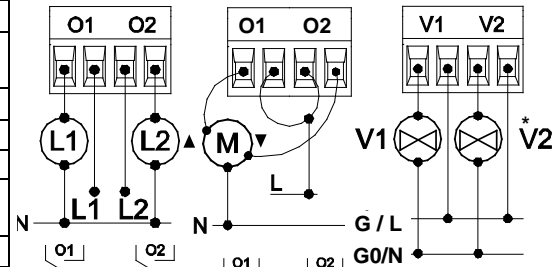 O1 O2 O1 O2 V1 V2
L1 L2 ▲ M ▼ V1 * V2
L
L1 L2
N N G / L
G0/N
O1 O2 O1 O2